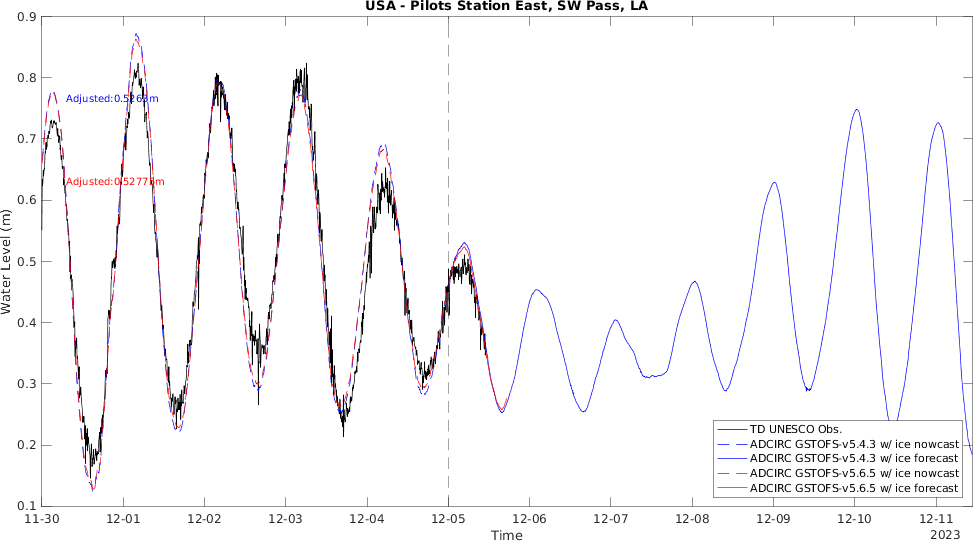 USA - Pilots Station East, SW Pass, LA
0.9
0.8
0.7
0.6
0.5
0.4
0.3
0.2
0.1
Water Level (m)
Adjusted:0.5263m
Adjusted:0.5277m
TD UNESCO Obs.
ADCIRC GSTOFS-v5.4.3 w/ ice nowcast
ADCIRC GSTOFS-v5.4.3 w/ ice forecast
ADCIRC GSTOFS-v5.6.5 w/ ice nowcast
ADCIRC GSTOFS-v5.6.5 w/ ice forecast
11-30 12-01 12-02 12-03 12-04 12-05 12-06 12-07 12-08 12-09 12-10 12-11
Time
2023